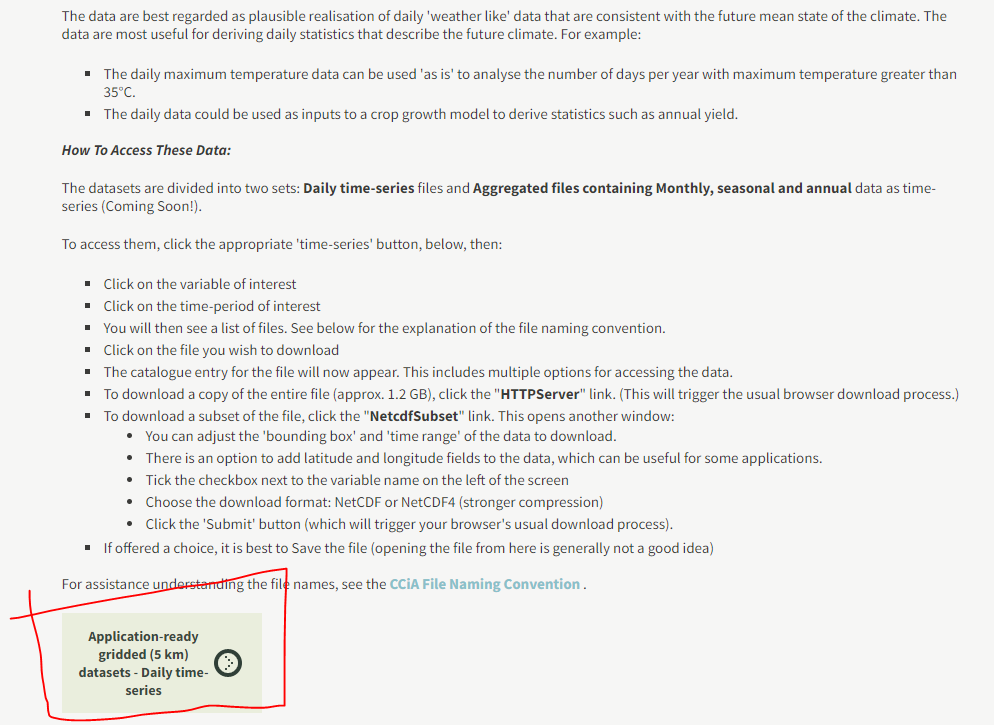 The data are best regarded as plausible realisation of daily 'weather like' data that are consistent with the future mean state of the climate. The
data are most useful for deriving daily statistics that describe the future climate. For example:
The daily maximum temperature data can be used 'as is' to analyse the number of days per year with maximum temperature greater than
35°C.
The daily data could be used as inputs to a crop growth model to derive statistics such as annual yield.
How To Access These Data:
The datasets are divided into two sets: Daily time-series files and Aggregated files containing Monthly, seasonal and annual data as time-
series (Coming Soon!).
To access them, click the appropriate 'time-series' button, below, then:
Click on the variable of interest
Click on the time-period of interest
You will then see a list of files. See below for the explanation of the file naming convention.
Click on the file you wish to download
The catalogue entry for the file will now appear. This includes multiple options for accessing the data.
To download a copy of the entire file (approx. 1.2 GB), click the "HTTPServer" link. (This will trigger the usual browser download process.)
To download a subset of the file, click the "NetcdfSubset" link. This opens another window:
You can adjust the 'bounding box' and 'time range' of the data to download.
There is an option to add latitude and longitude fields to the data, which can be useful for some applications.
Tick the checkbox next to the variable name on the left of the screen
Choose the download format: NetCDF or NetCDF4 (stronger compression)
Click the 'Submit' button (which will trigger your browser's usual download process).
If offered a choice, it is best to Save the file (opening the file from here is generally not a good idea)
For assistance understanding the file names, see the CCiA File Naming Convention .
Application-ready
gridded (5 km)
datasets - Daily time-
series